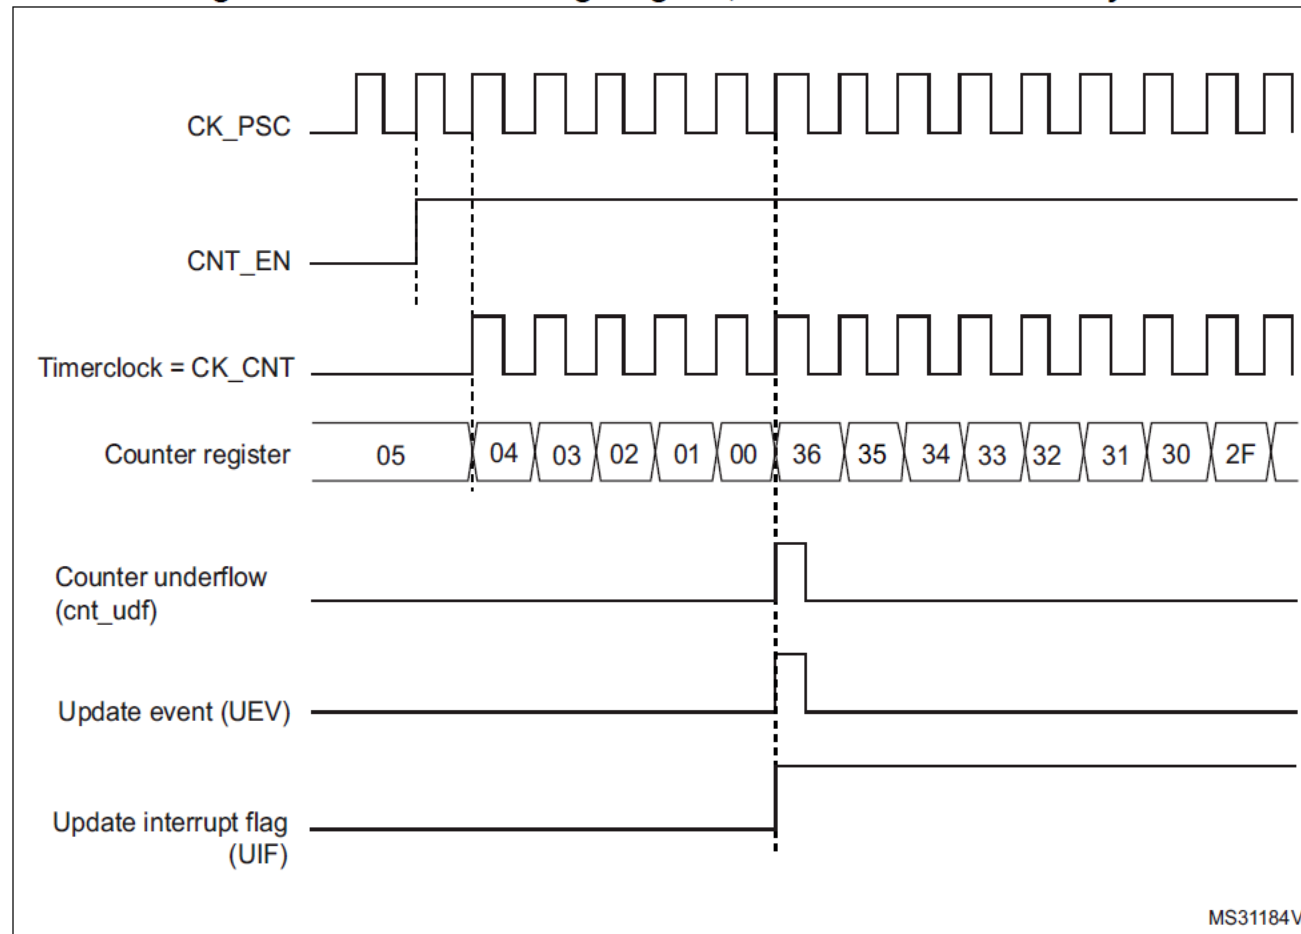 CK_PSC
CNT_EN
Timerclock = CK_CNT
Counter register
05 04 03 02 01 00 36 35 34 33 32 31 30 2F
Counter underflow
(cnt_udf)
Update event (UEV)
Update interrupt flag
(UIF)
MS31184V